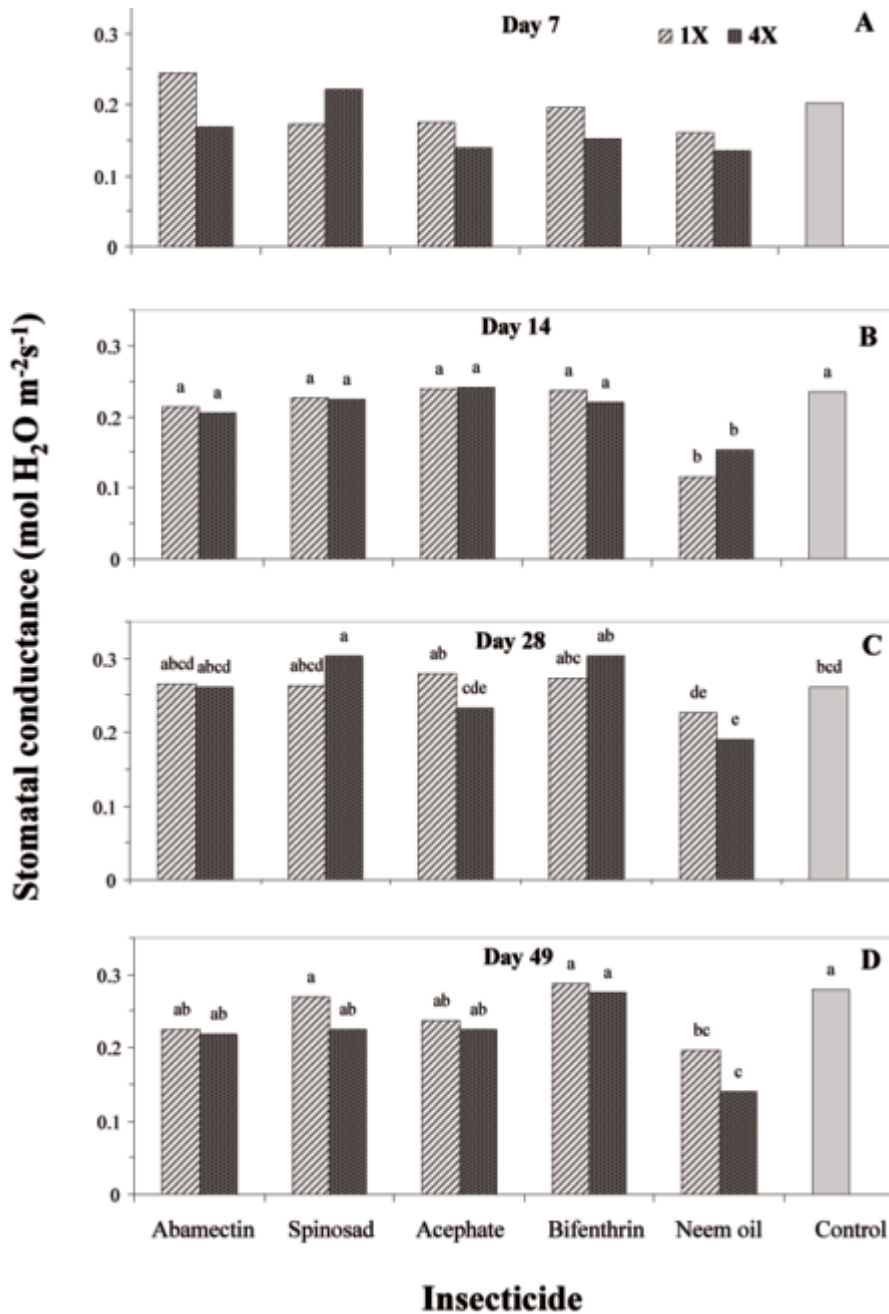 Stomatal conductance (mol H₂O m⁻²s⁻¹)
Day 7
1X 4X
A
0.3
0.2
0.1
0
Day 14
B
0.3
0.2
0.1
0
a a a a a a a a b b a
Day 28
C
0.3
0.2
0.1
0
abcd abcd abcd a ab cde abc ab de e bcd
Day 49
D
0.3
0.2
0.1
0
ab ab a ab ab ab a a bc c a
Abamectin Spinosad Acephate Bifenthrin Neem oil Control
Insecticide